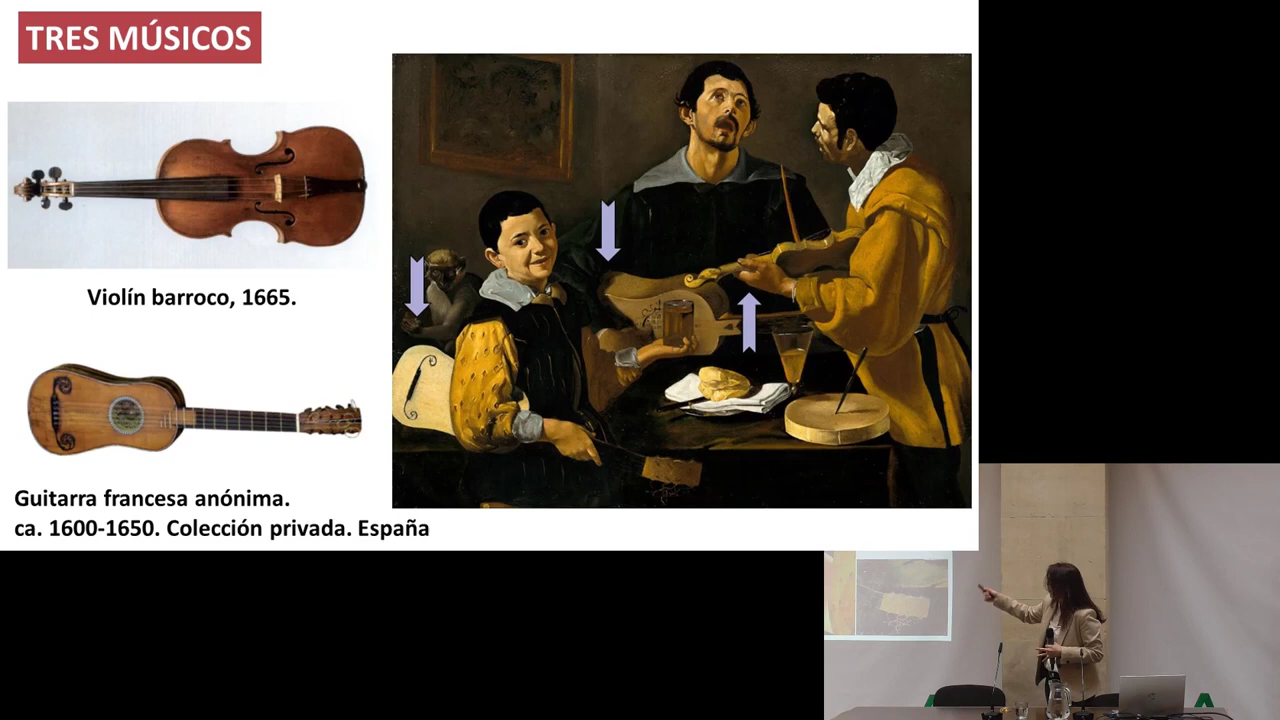 TRES MÚSICOS
Violín barroco, 1665.
Guitarra francesa anónima.
ca. 1600-1650. Colección privada. España